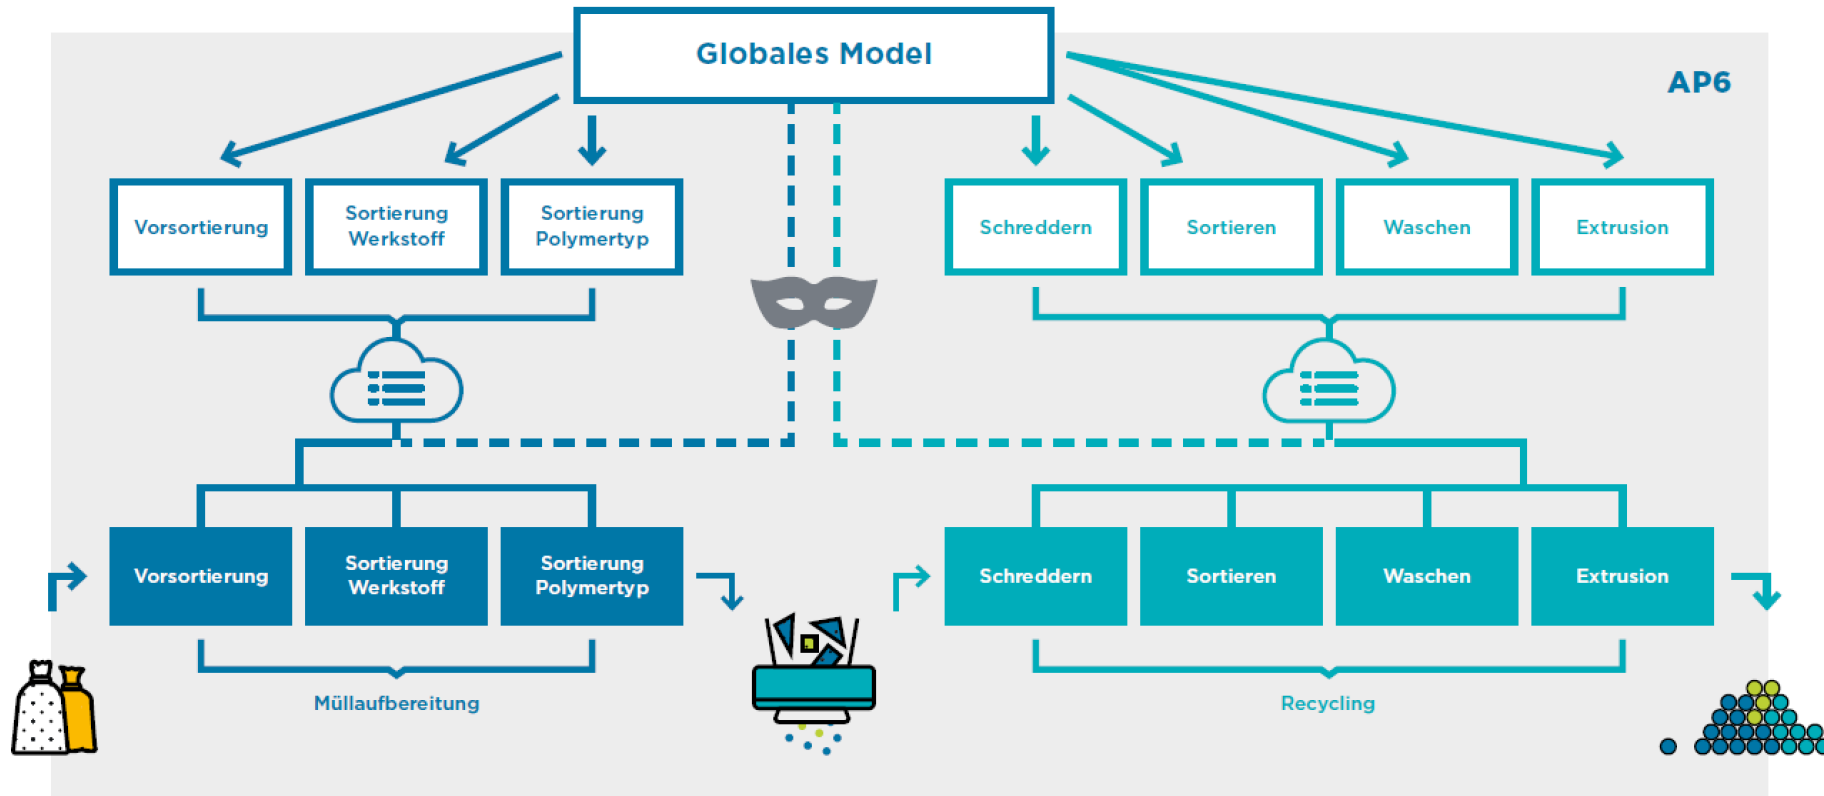 Globales Model
AP6
Vorsortierung
Sortierung
Werkstoff
Sortierung
Polymertyp
Schreddern
Sortieren
Waschen
Extrusion
Vorsortierung
Sortierung
Werkstoff
Sortierung
Polymertyp
Schreddern
Sortieren
Waschen
Extrusion
Müllaufbereitung
Recycling